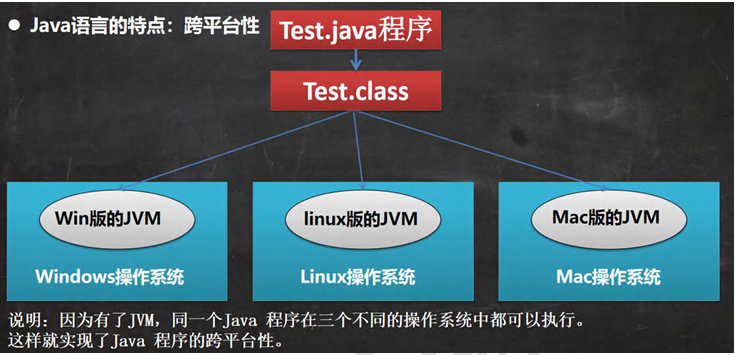 ● Java语言的特点：跨平台性
Test.java程序
Test.class
Win版的JVM
linux版的JVM
Mac版的JVM
Windows操作系统
Linux操作系统
Mac操作系统
说明：因为有了JVM，同一个Java 程序在三个不同的操作系统中都可以执行。
这样就实现了Java 程序的跨平台性。